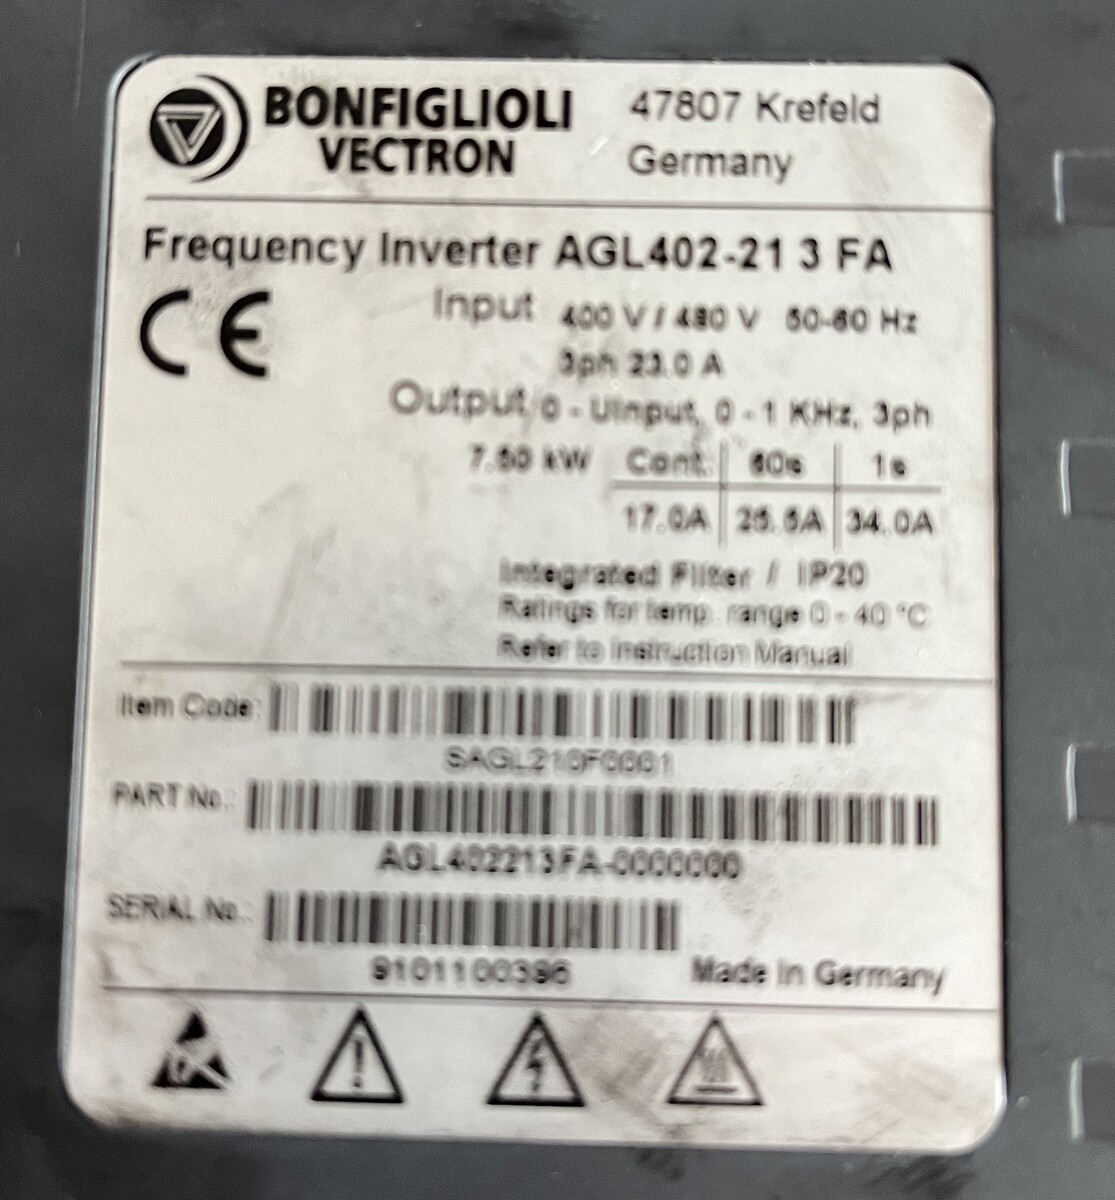 BONFIGLIOLI
VECTRON
47807 Krefeld
Germany
Frequency Inverter AGL402-21 3 FA
CE
Input 400 V / 480 V 50-60 Hz
3ph 23.0 A
Output 0 - UInput, 0 - 1 KHz, 3ph
7.50 kW Cont. 60s 1s
17.0A 25.5A 34.0A
Integrated Filter / IP20
Ratings for temp. range 0 - 40 °C
Refer to Instruction Manual
Item Code:
PART No.:
AGL402213FA-0000000
SERIAL No.:
9101100396
Made in Germany